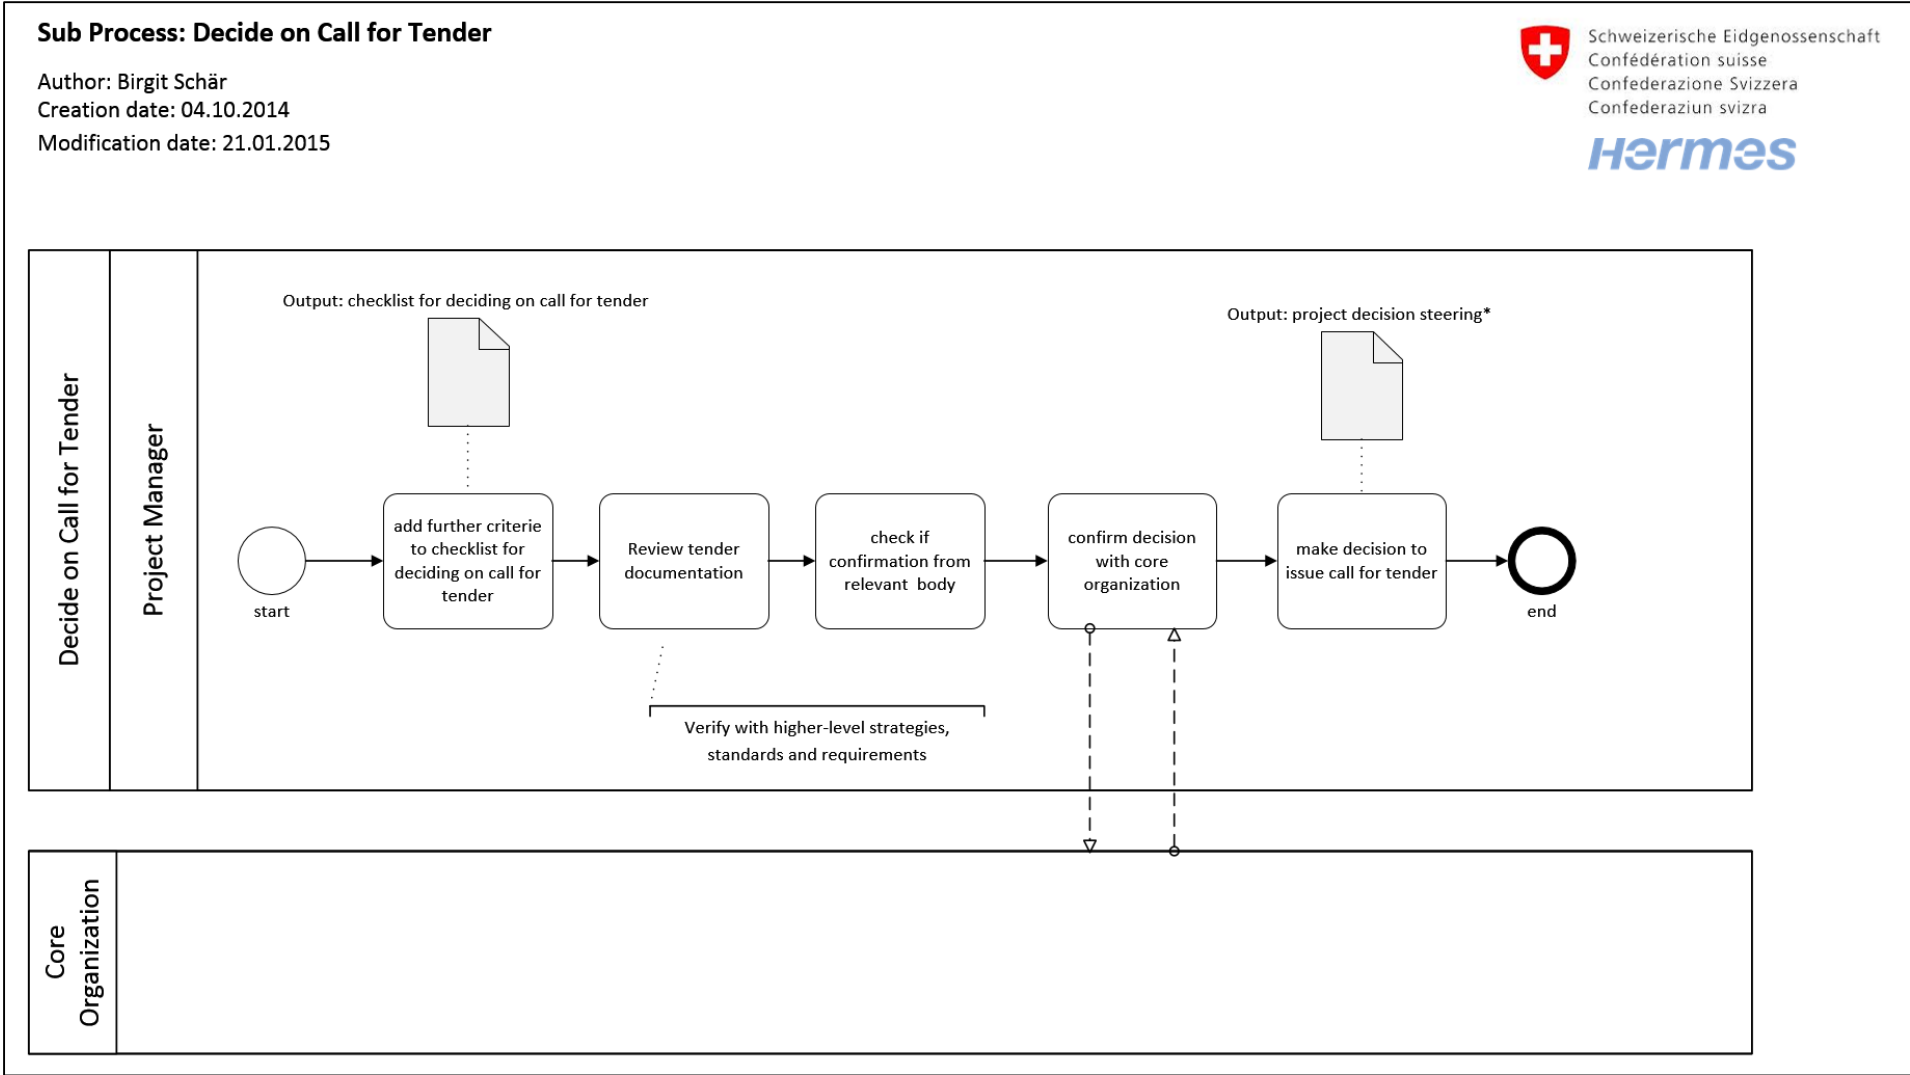 Sub Process: Decide on Call for Tender
Author: Birgit Schär
Creation date: 04.10.2014
Modification date: 21.01.2015
Schweizerische Eidgenossenschaft
Confédération suisse
Confederazione Svizzera
Confederaziun svizra
Hermes
Decide on Call for Tender
Project Manager
Output: checklist for deciding on call for tender
Output: project decision steering*
start
add further criterie
to checklist for
deciding on call for
tender
Review tender
documentation
check if
confirmation from
relevant body
confirm decision
with core
organization
make decision to
issue call for tender
end
Verify with higher-level strategies,
standards and requirements
Core
Organization